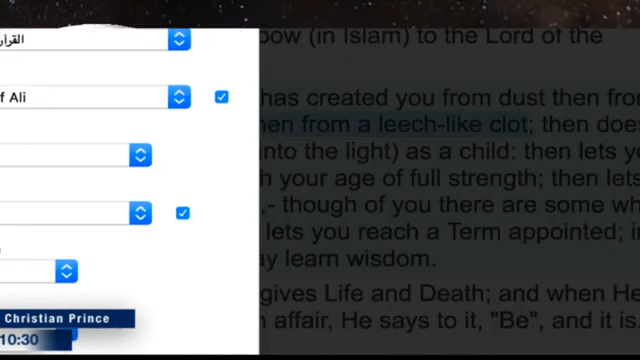 القرآن
bow (in Islam) to the Lord of the
f Ali
has created you from dust then from
hen from a leech-like clot; then does
into the light) as a child: then lets y
h your age of full strength; then lets
,- though of you there are some wh
lets you reach a Term appointed; in
ay learn wisdom.
gives Life and Death; and when He
Christian Prince
n affair, He says to it, "Be", and it is.
10:30